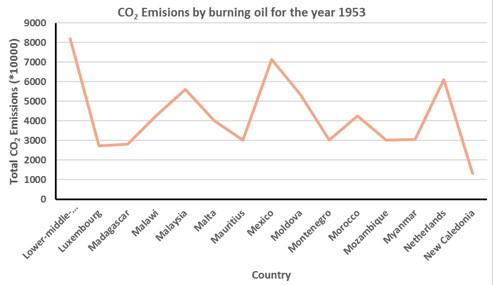 CO₂ Emisions by burning oil for the year 1953
Total CO₂ Emissions (*10000)
9000
8000
7000
6000
5000
4000
3000
2000
1000
0
Lower-middle-...
Luxembourg
Madagascar
Malawi
Malaysia
Malta
Mauritius
Mexico
Moldova
Montenegro
Morocco
Mozambique
Myanmar
Netherlands
New Caledonia
Country